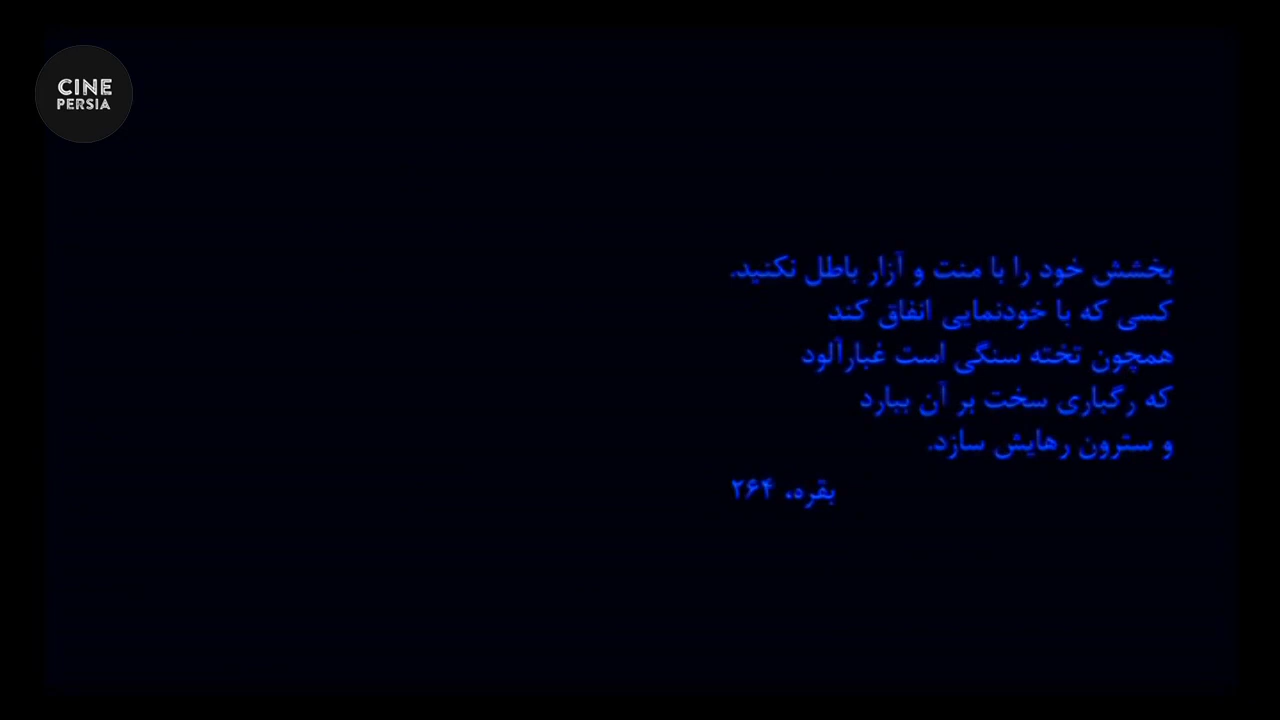 CINE
PERSIA
بخشش خود را با منت و آزار باطل نکنید.
کسی که با خودنمایی انفاق کند
همچون تخته سنگی است غبارآلود
که رگباری سخت بر آن ببارد
و سترون رهایش سازد.
بقره، ۲۶۴